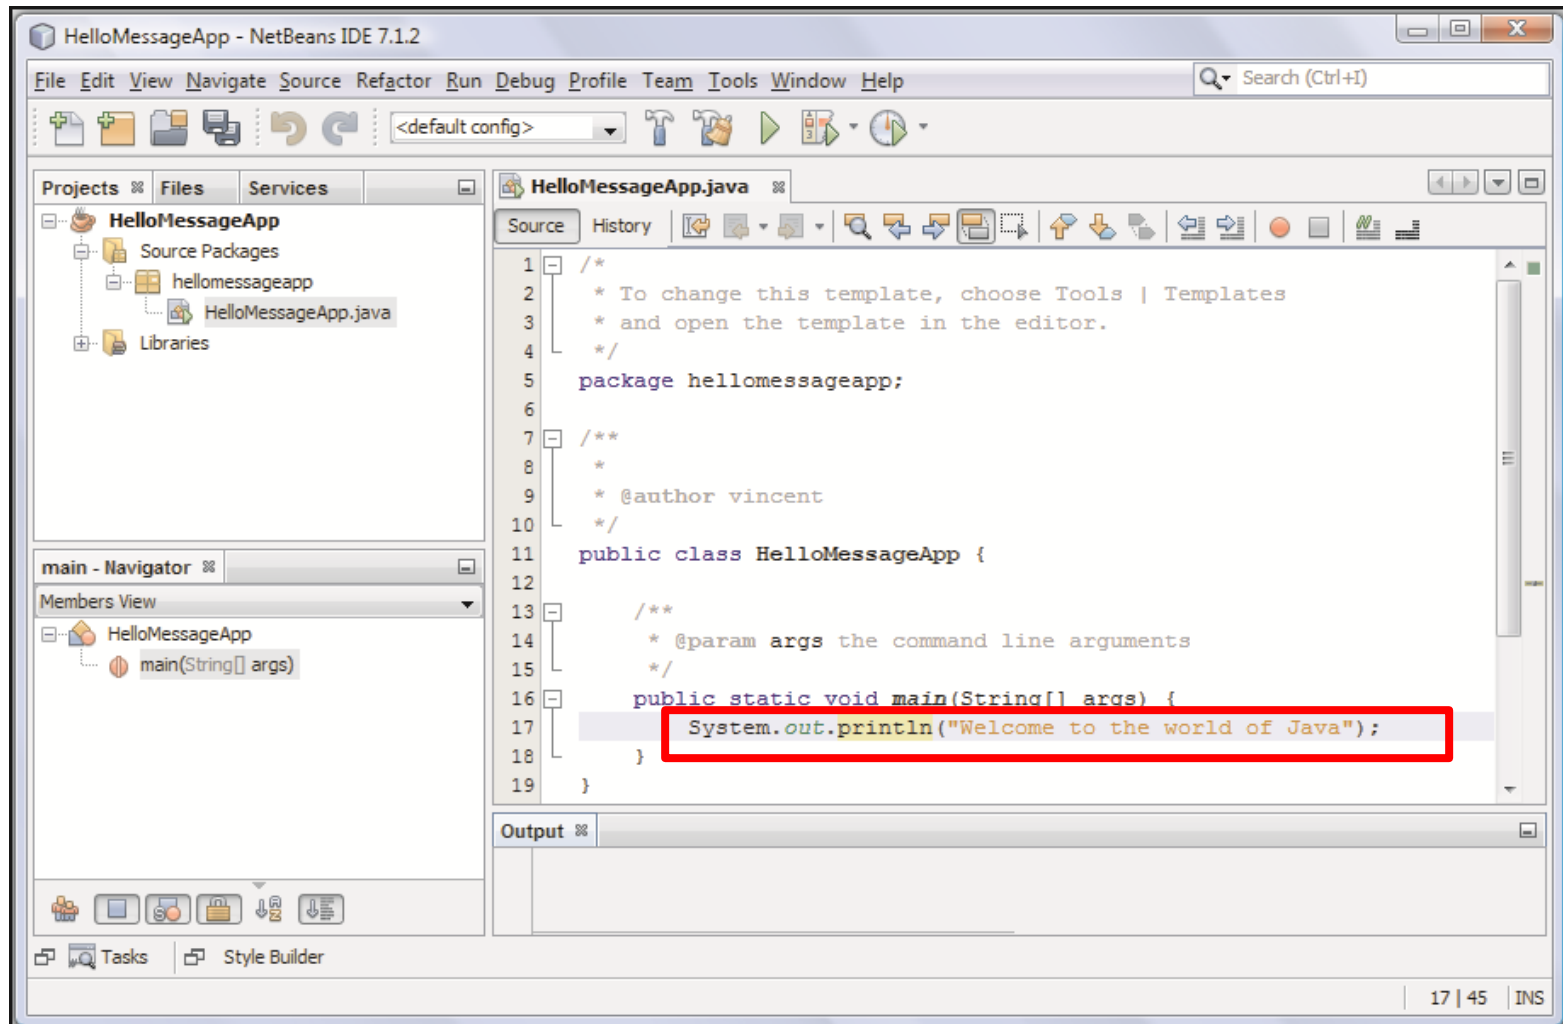 HelloMessageApp - NetBeans IDE 7.1.2
File Edit View Navigate Source Refactor Run Debug Profile Team Tools Window Help
Search (Ctrl+I)
<default config>
Projects Files Services
HelloMessageApp
Source Packages
hellomessageapp
HelloMessageApp.java
Libraries
main - Navigator
Members View
HelloMessageApp
main(String[] args)
HelloMessageApp.java
Source History
1 /*
2 * To change this template, choose Tools | Templates
3 * and open the template in the editor.
4 */
5 package hellomessageapp;
6
7 /**
8 *
9 * @author vincent
10 */
11 public class HelloMessageApp {
12
13 /**
14 * @param args the command line arguments
15 */
16 public static void main(String[] args) {
17 System.out.println("Welcome to the world of Java");
18 }
19 }
Output
Tasks Style Builder
17 | 45 INS